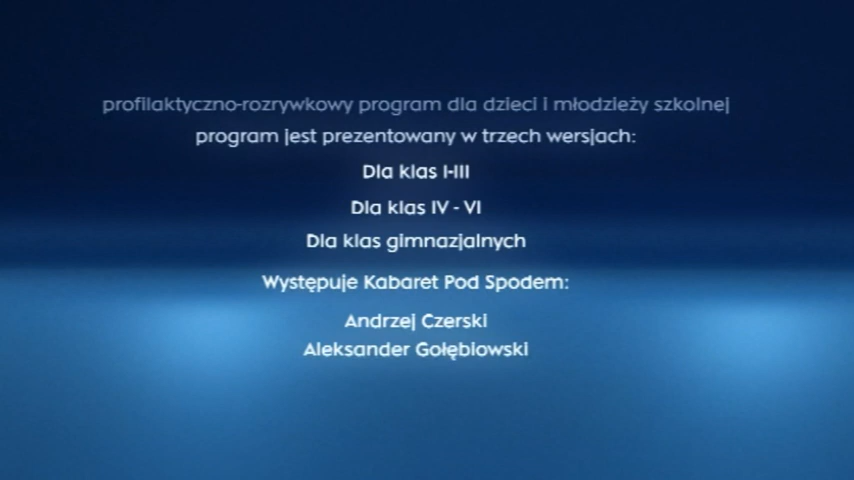 profilaktyczno-rozrywkowy program dla dzieci i młodzieży szkolnej
program jest prezentowany w trzech wersjach:
Dla klas I-III
Dla klas IV - VI
Dla klas gimnazjalnych
Występuje Kabaret Pod Spodem:
Andrzej Czerski
Aleksander Gołębiowski